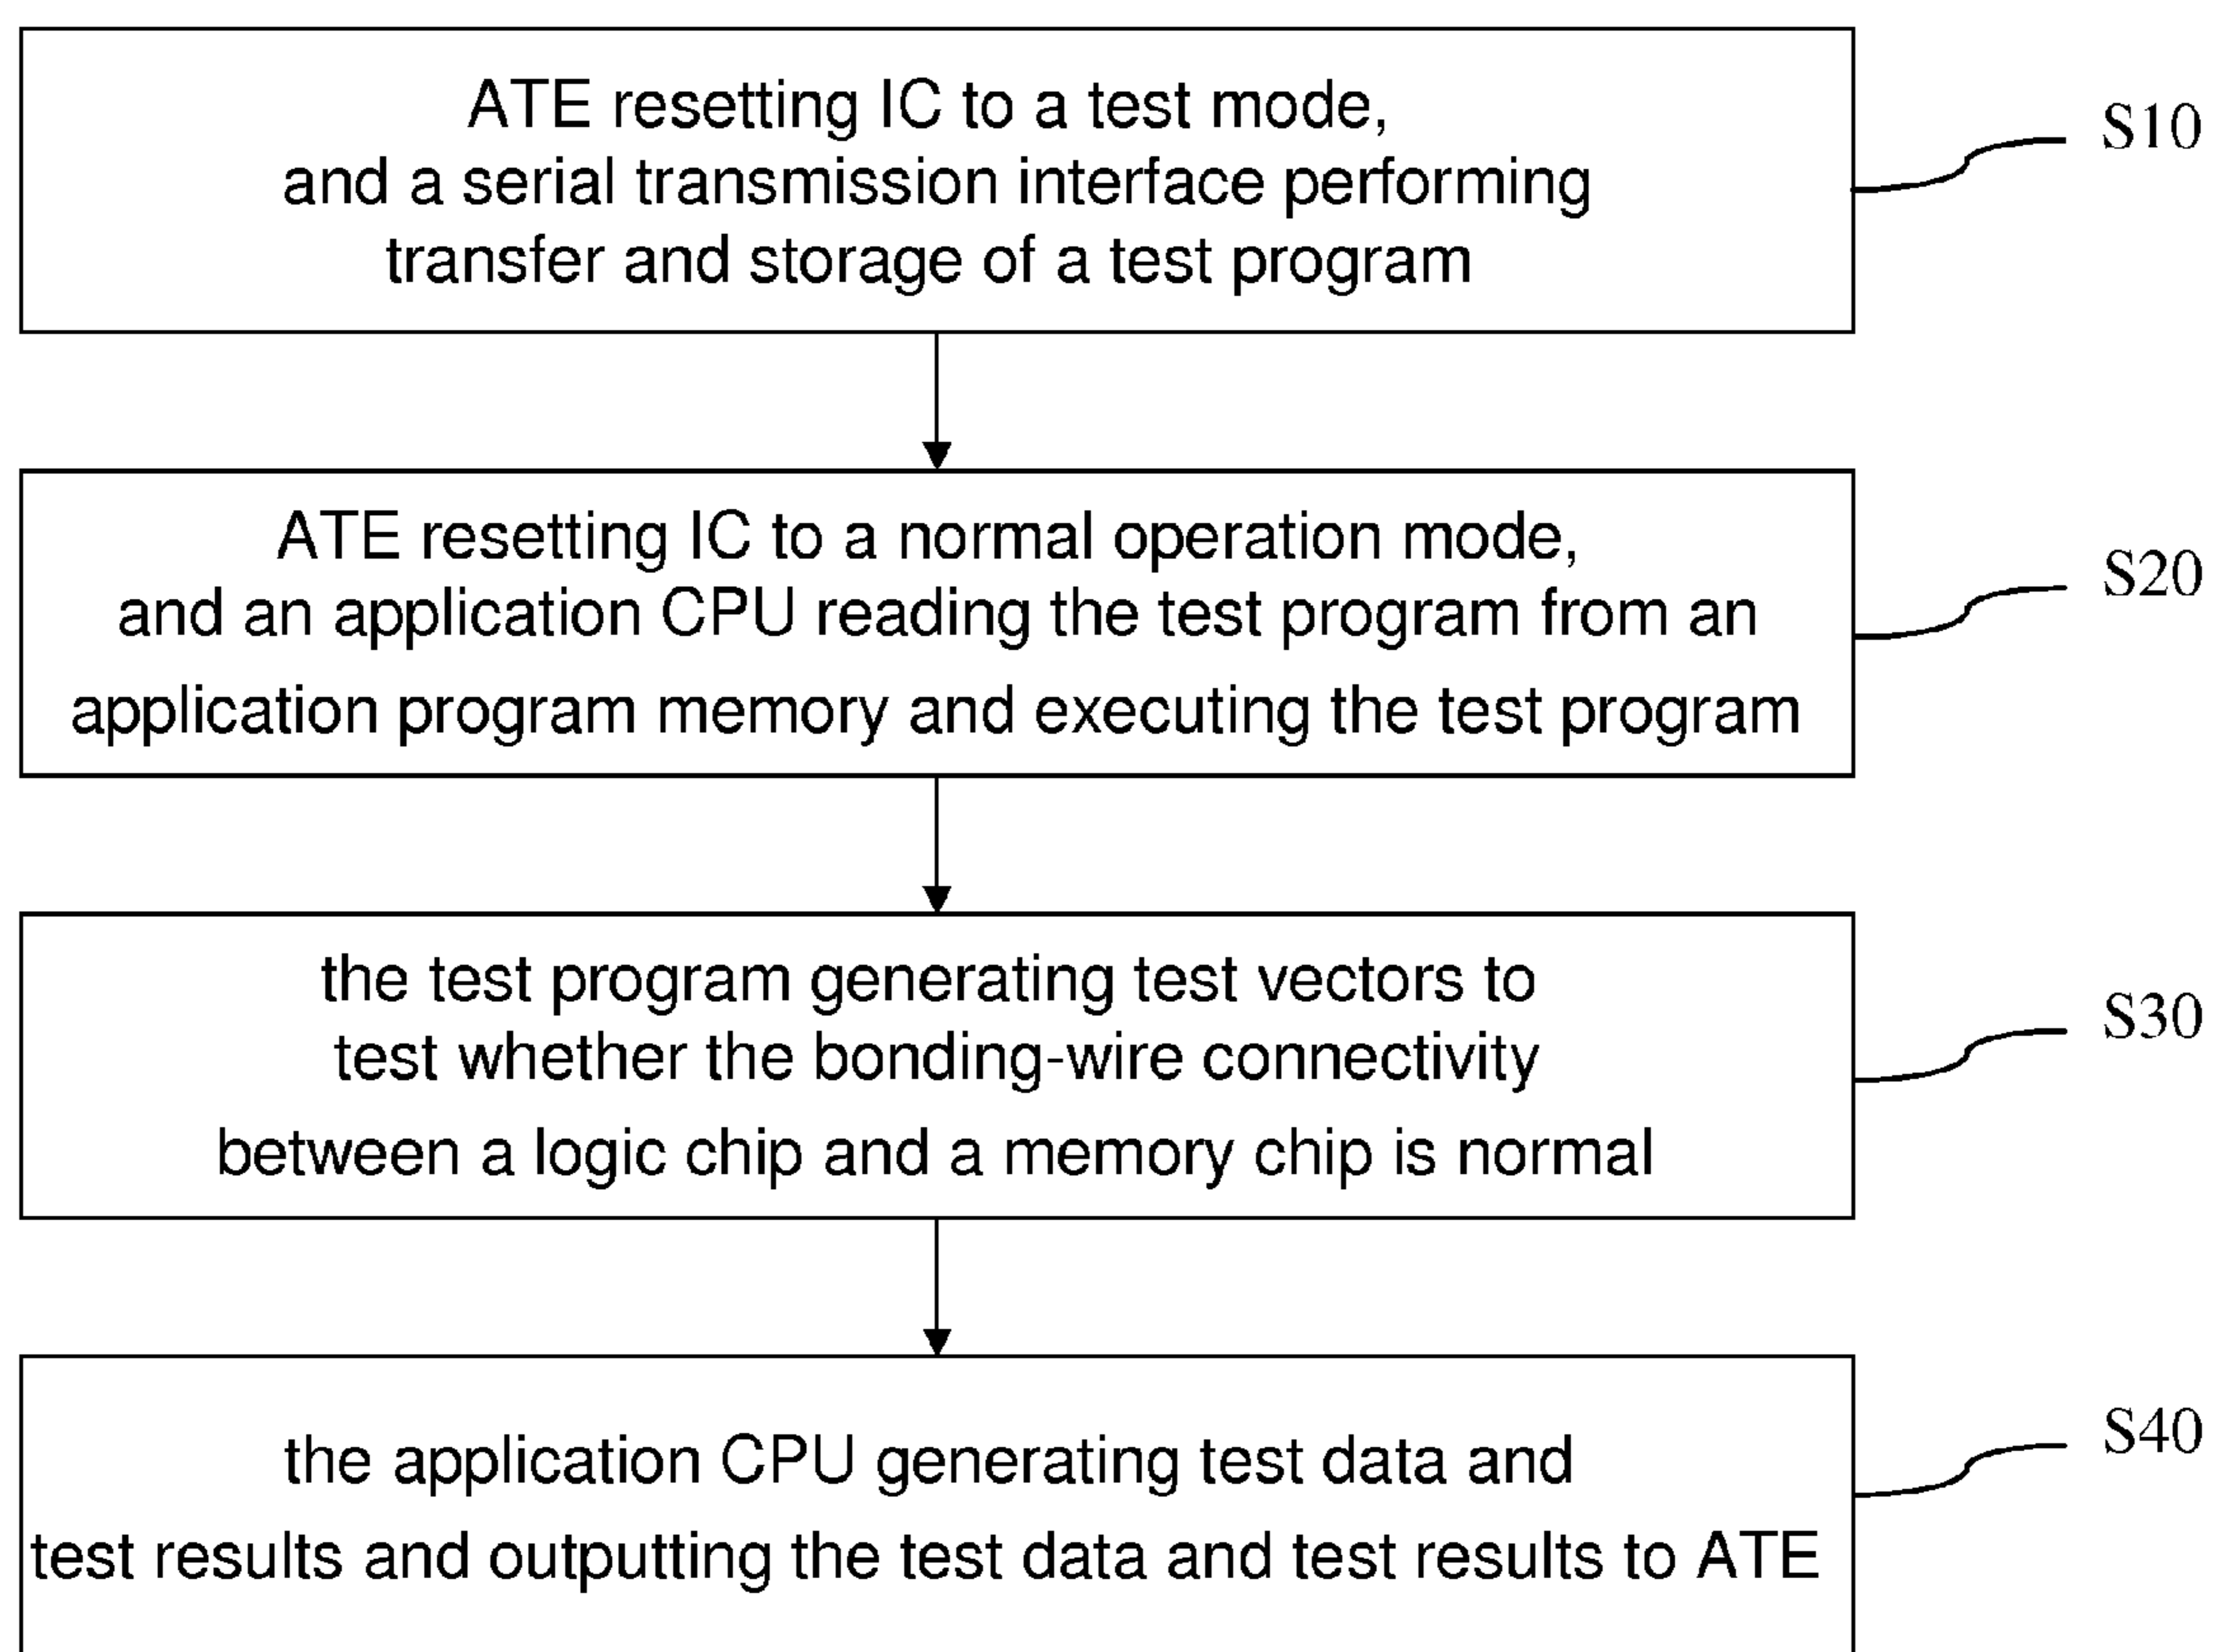 ATE resetting IC to a test mode,
and a serial transmission interface performing
transfer and storage of a test program
S10
ATE resetting IC to a normal operation mode,
and an application CPU reading the test program from an
application program memory and executing the test program
S20
the test program generating test vectors to
test whether the bonding-wire connectivity
between a logic chip and a memory chip is normal
S30
the application CPU generating test data and
test results and outputting the test data and test results to ATE
S40